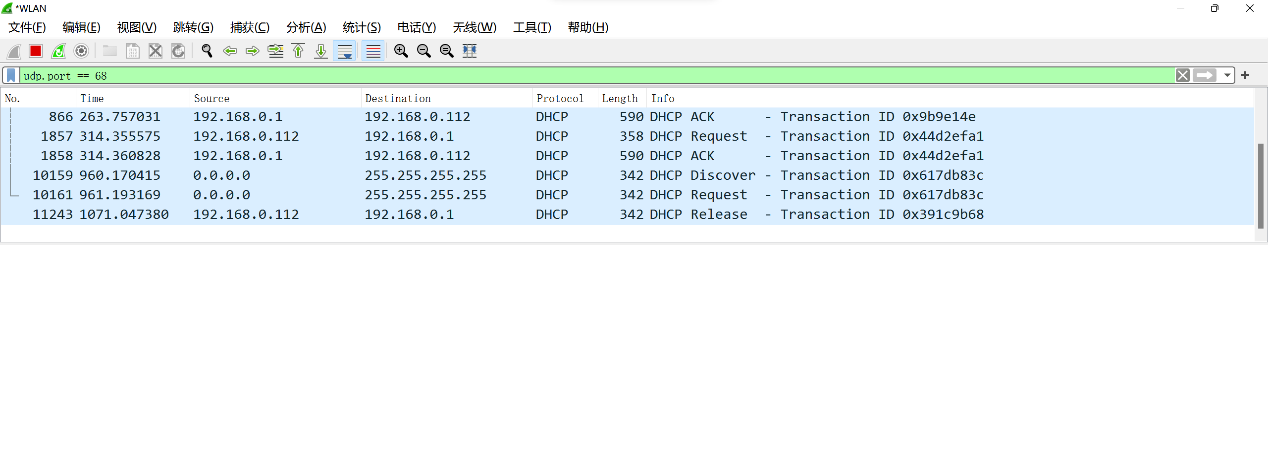 *WLAN
文件(F) 编辑(E) 视图(V) 跳转(G) 捕获(C) 分析(A) 统计(S) 电话(Y) 无线(W) 工具(T) 帮助(H)
udp.port == 68
No. Time Source Destination Protocol Length Info
866 263.757031 192.168.0.1 192.168.0.112 DHCP 590 DHCP ACK - Transaction ID 0x9b9e14e
1857 314.355575 192.168.0.112 192.168.0.1 DHCP 358 DHCP Request - Transaction ID 0x44d2efa1
1858 314.360828 192.168.0.1 192.168.0.112 DHCP 590 DHCP ACK - Transaction ID 0x44d2efa1
10159 960.170415 0.0.0.0 255.255.255.255 DHCP 342 DHCP Discover - Transaction ID 0x617db83c
10161 961.193169 0.0.0.0 255.255.255.255 DHCP 342 DHCP Request - Transaction ID 0x617db83c
11243 1071.047380 192.168.0.112 192.168.0.1 DHCP 342 DHCP Release - Transaction ID 0x391c9b68